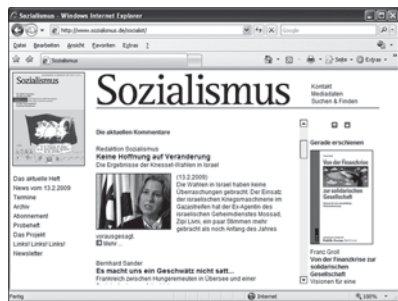 Sozialismus - Windows Internet Explorer
http://www.sozialismus.de/socialist/
Google
Datei Bearbeiten Ansicht Favoriten Extras ?
Sozialismus
Seite Extras
Sozialismus
Sozialismus
Kontakt
Mediadaten
Suchen & Finden
Die aktuellen Kommentare
Redaktion Sozialismus
Keine Hoffnung auf Veränderung
Die Ergebnisse der Knesset-Wahlen in Israel
(13.2.2009)
Die Wahlen in Israel haben keine
Überraschungen gebracht. Der Einsatz
der israelischen Kriegsmaschinerie im
Gazastreifen hat der Ex-Agentin des
israelischen Geheimdienstes Mossad,
Zipi Livni, ein paar Stimmen mehr
gebracht als noch Anfang des Jahres
vorausgesagt.
Mehr ...
Bernhard Sander
Es macht uns ein Geschwätz nicht satt...
Frankreich zwischen Hungerrevolten in Übersee und einer
Das aktuelle Heft
News vom 13.2.2009
Termine
Archiv
Abonnement
Probeheft
Das Projekt
Links! Links! Links!
Newsletter
Gerade erschienen
Von der Finanzkrise
zur solidarischen
Gesellschaft
Franz Groll
Von der Finanzkrise zur
solidarischen
Gesellschaft
Visionen für eine
Fertig
Internet
100%